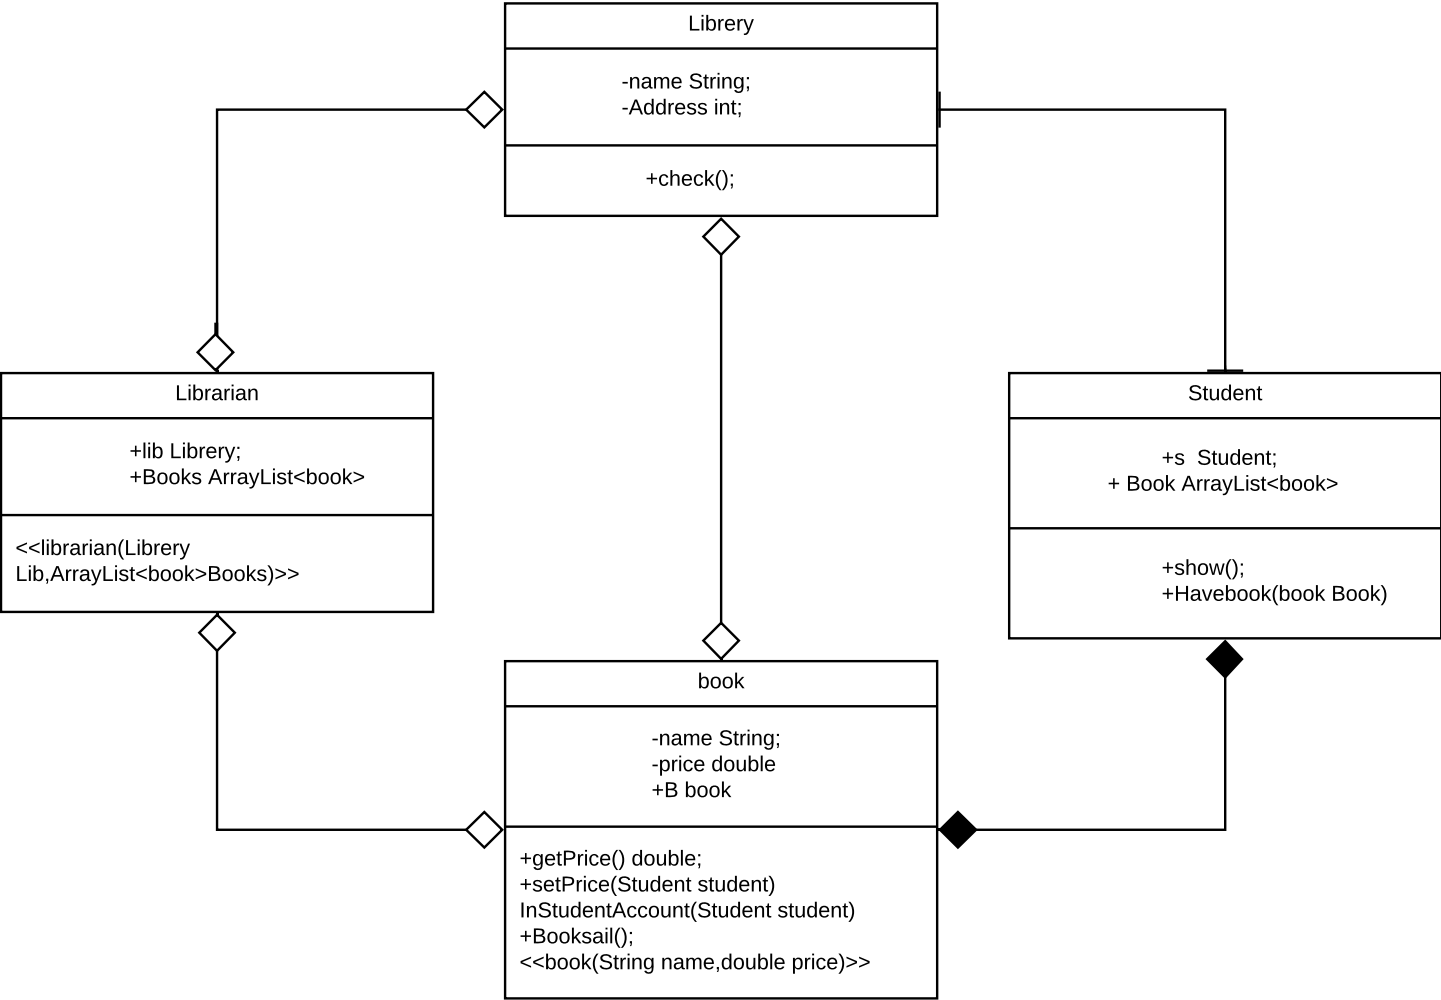 Librery
-name String;
-Address int;
+check();
Librarian
+lib Librery;
+Books ArrayList<book>
<<librarian(Librery
Lib,ArrayList<book>Books)>>
Student
+s  Student;
+ Book ArrayList<book>
+show();
+Havebook(book Book)
book
-name String;
-price double
+B book
+getPrice() double;
+setPrice(Student student)
InStudentAccount(Student student)
+Booksail();
<<book(String name,double price)>>